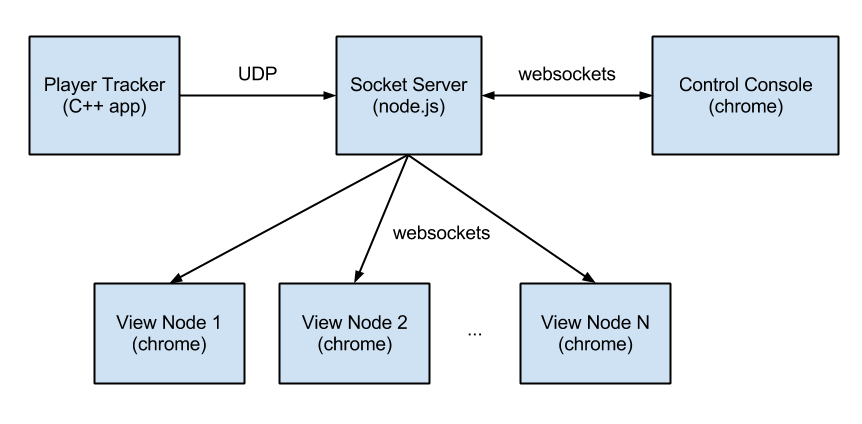 Player Tracker
(C++ app)
UDP
Socket Server
(node.js)
websockets
Control Console
(chrome)
websockets
View Node 1
(chrome)
View Node 2
(chrome)
...
View Node N
(chrome)